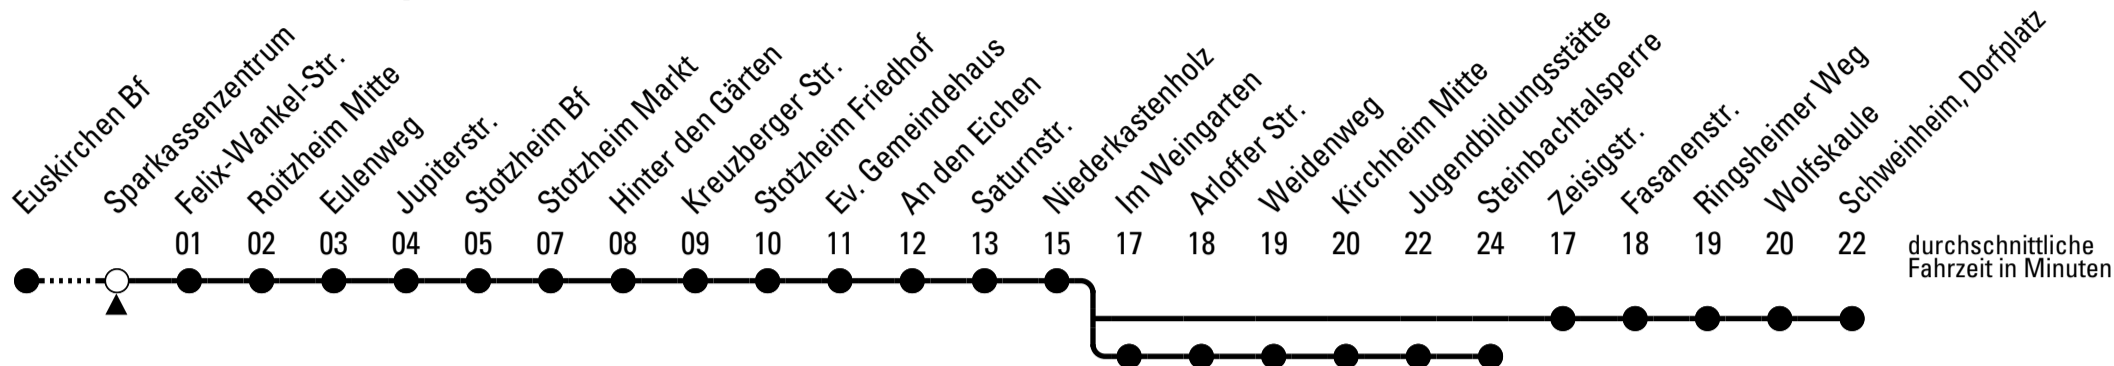 Euskirchen Bf
Sparkassenzentrum
Felix-Wankel-Str.
Roitzheim Mitte
Eulenweg
Jupiterstr.
Stotzheim Bf
Stotzheim Markt
Hinter den Gärten
Kreuzberger Str.
Stotzheim Friedhof
Ev. Gemeindehaus
An den Eichen
Saturnstr.
Niederkastenholz
Im Weingarten
Arloffer Str.
Weidenweg
Kirchheim Mitte
Jugendbildungsstätte
Steinbachtalsperre
Zeisigstr.
Fasanenstr.
Ringsheimer Weg
Wolfskaule
Schweinheim, Dorfplatz
01 02 03 04 05 07 08 09 10 11 12 13 15 17 18 19 20 22 24 17 18 19 20 22
durchschnittliche
Fahrzeit in Minuten